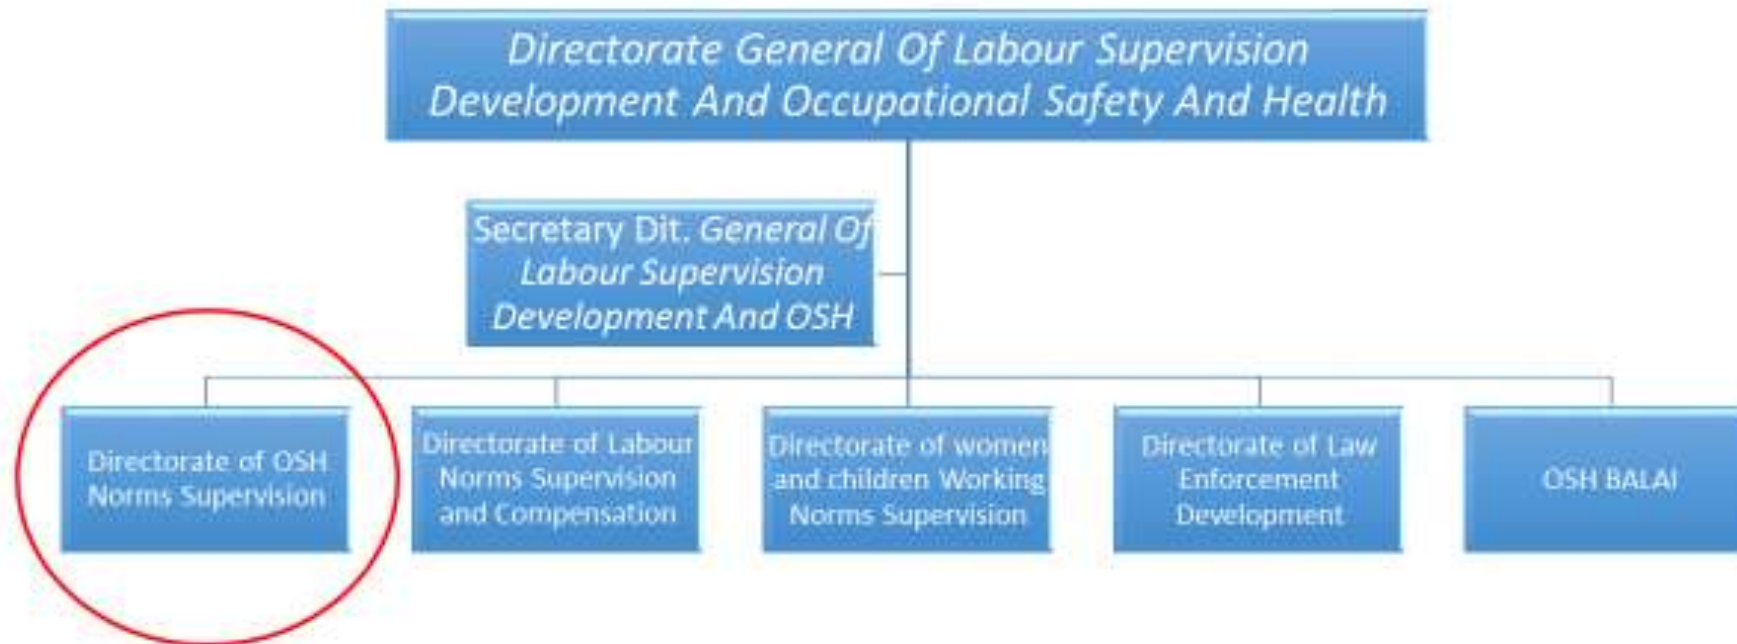 Directorate General Of Labour Supervision
Development And Occupational Safety And Health
Secretary Dit. General Of
Labour Supervision
Development And OSH
Directorate of OSH
Norms Supervision
Directorate of Labour
Norms Supervision
and Compensation
Directorate of women
and children Working
Norms Supervision
Directorate of Law
Enforcement
Development
OSH BALAI